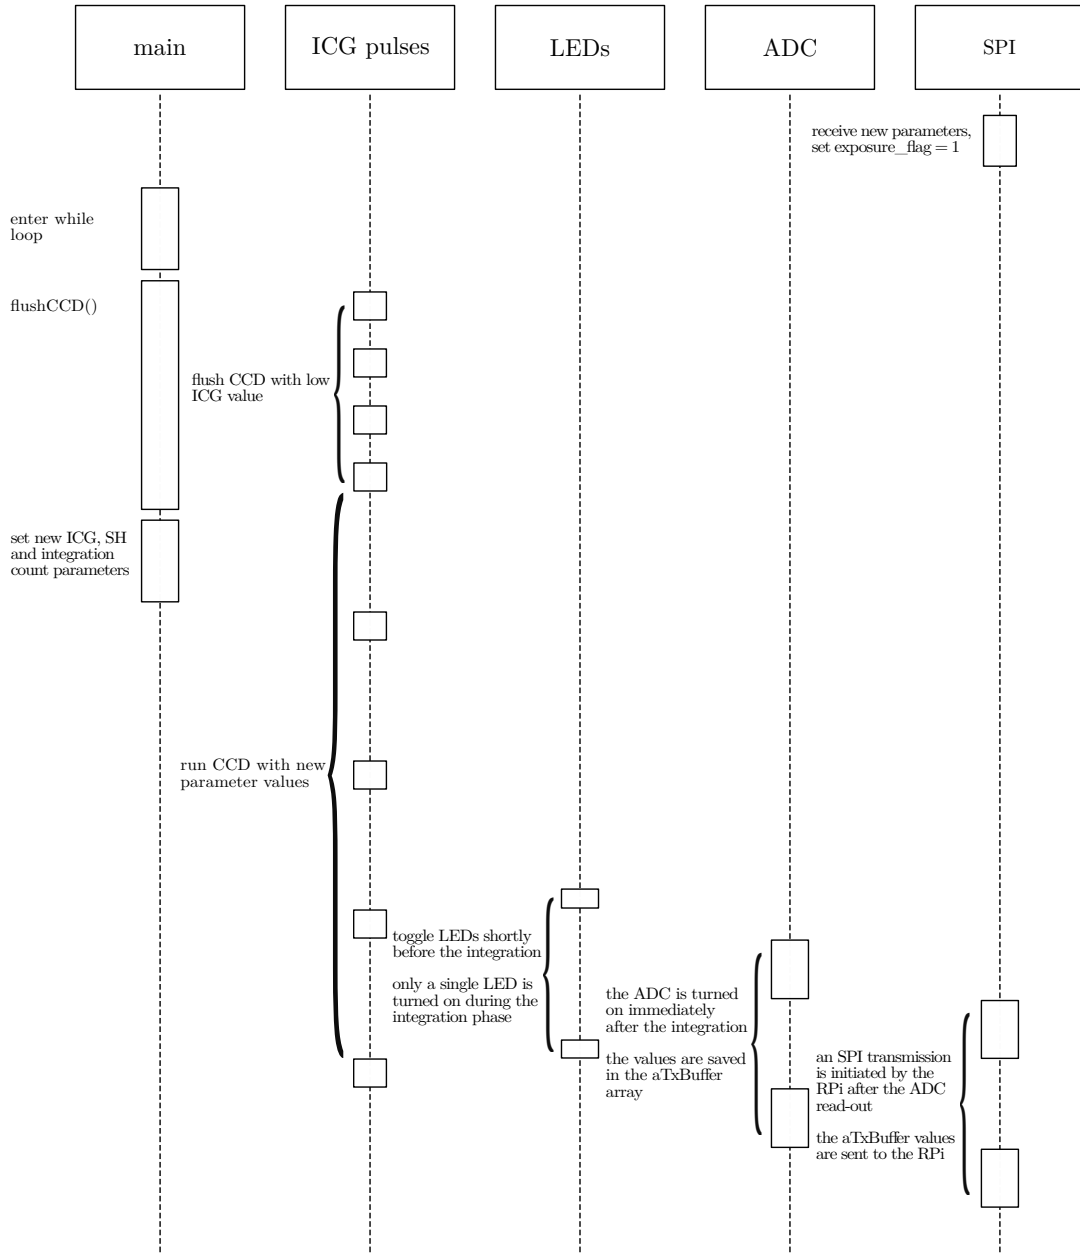 main
ICG pulses
LEDs
ADC
SPI
receive new parameters,
set exposure_flag = 1
enter while
loop
flushCCD()
flush CCD with low
ICG value
set new ICG, SH
and integration
count parameters
run CCD with new
parameter values
toggle LEDs shortly
before the integration
only a single LED is
turned on during the
integration phase
the ADC is turned
on immediately
after the integration
the values are saved
in the aTxBuffer
array
an SPI transmission
is initiated by the
RPi after the ADC
read-out
the aTxBuffer values
are sent to the RPi